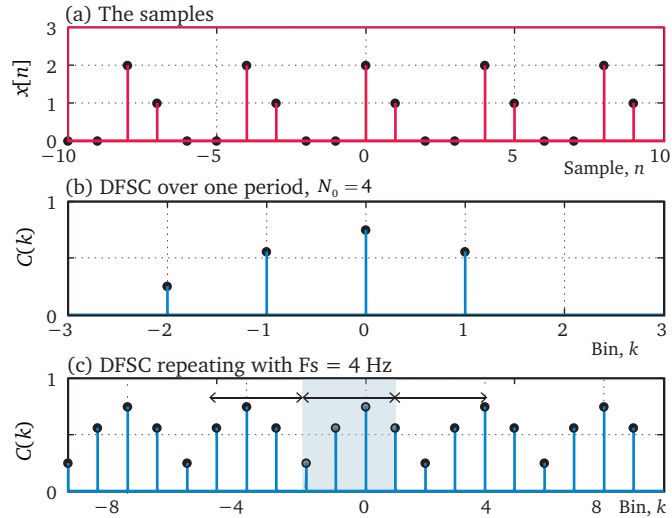 (a) The samples
3
2
1
0
x[n]
−10
−5
0
5
10
Sample, n
(b) DFSC over one period, N₀ = 4
1
0
C(k)
−3
−2
−1
0
1
2
3
Bin, k
(c) DFSC repeating with Fs = 4 Hz
1
0
C(k)
−8
−4
0
4
8
Bin, k